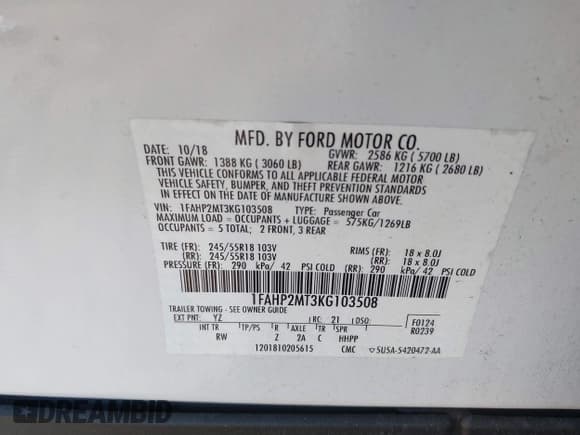 MFD. BY FORD MOTOR CO.
DATE: 10/18 GVWR: 2586 KG ( 5700 LB)
FRONT GAWR: 1388 KG ( 3060 LB) REAR GAWR: 1216 KG ( 2680 LB)
THIS VEHICLE CONFORMS TO ALL APPLICABLE FEDERAL MOTOR
VEHICLE SAFETY, BUMPER, AND THEFT PREVENTION STANDARDS
IN EFFECT ON THE DATE OF MANUFACTURE SHOWN ABOVE.
VIN: 1FAHP2MT3KG103508 TYPE: Passenger Car
MAXIMUM LOAD = OCCUPANTS + LUGGAGE = 575KG/1269LB
OCCUPANTS = 5 TOTAL; 2 FRONT, 3 REAR
TIRE (FR): 245/55R18 103V RIMS (FR): 18 x 8.0J
(RR): 245/55R18 103V (RR): 18 x 8.0J
PRESSURE (FR): 290 kPa/ 42 PSI COLD (RR): 290 kPa/ 42 PSI COLD
1FAHP2MT3KG103508
TRAILER TOWING - SEE OWNER GUIDE
EXT PNT: YZ RC: 21 DSO: F0124
INT TR TP/PS R AXLE TR SPR R0239
RW Z 2A C HHPP
1201810205615 CMC 5U5A-5420472-AA
DREAMBID